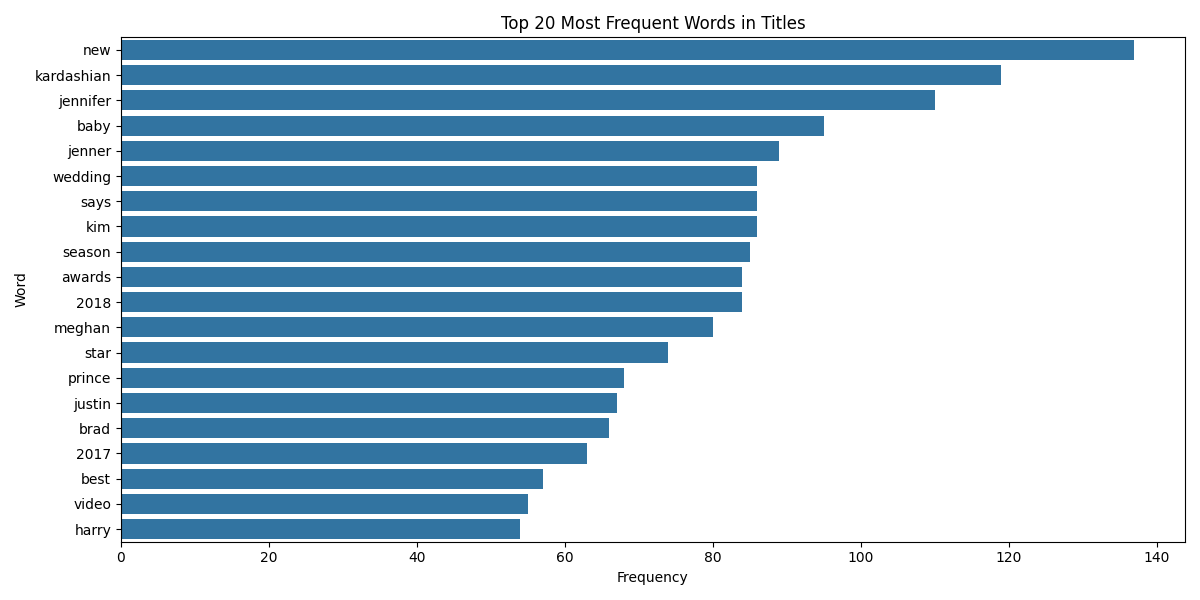 Top 20 Most Frequent Words in Titles
Word
new
kardashian
jennifer
baby
jenner
wedding
says
kim
season
awards
2018
meghan
star
prince
justin
brad
2017
best
video
harry
0 20 40 60 80 100 120 140
Frequency